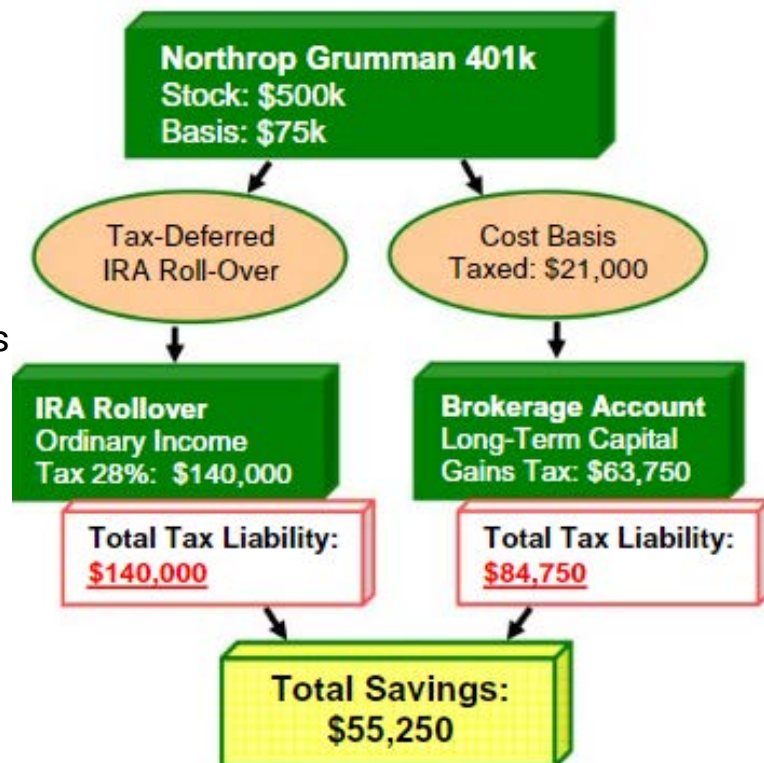 Northrop Grumman 401k
Stock: $500k
Basis: $75k
Tax-Deferred
IRA Roll-Over
Cost Basis
Taxed: $21,000
s
IRA Rollover
Ordinary Income
Tax 28%: $140,000
Brokerage Account
Long-Term Capital
Gains Tax: $63,750
Total Tax Liability:
$140,000
Total Tax Liability:
$84,750
Total Savings:
$55,250